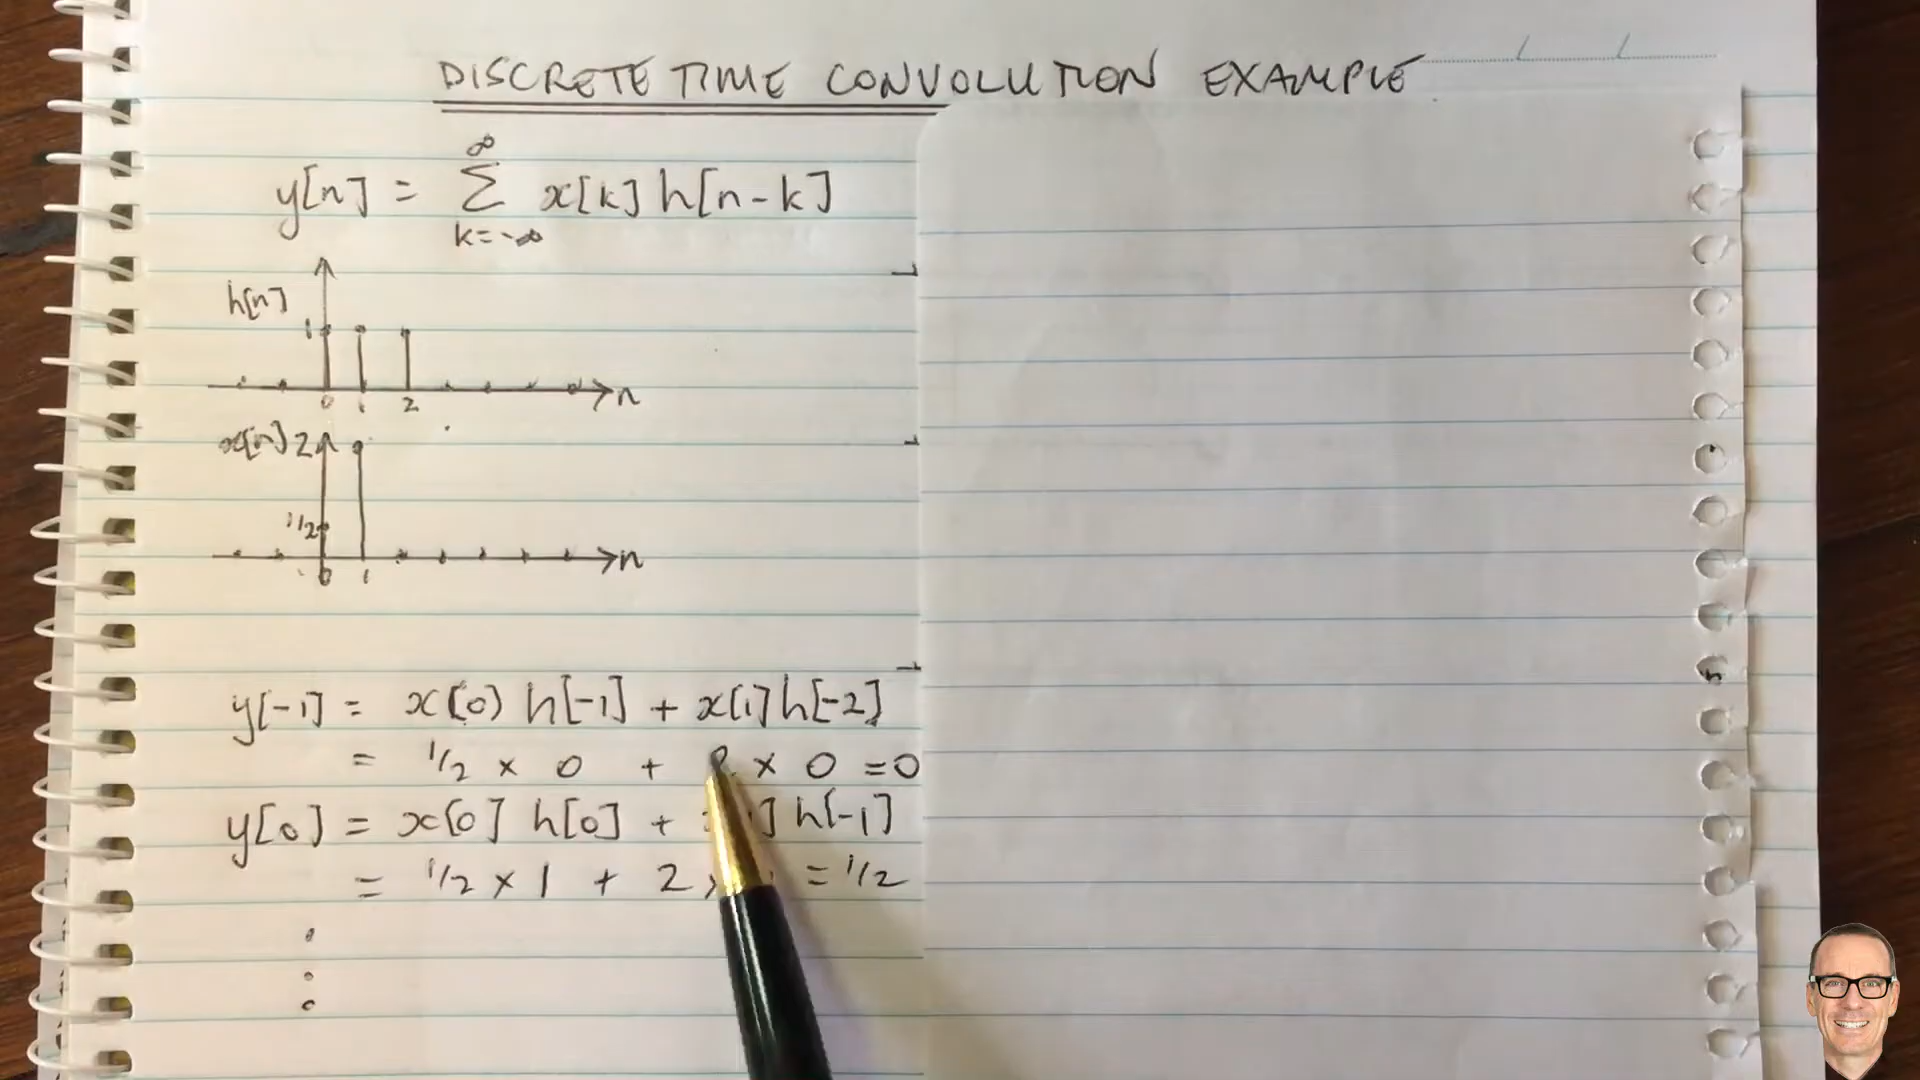 DISCRETE TIME CONVOLUTION EXAMPLE
y[n] = ∞ Σ k=-∞ x[k] h[n-k]
h[n]
1
n
0 1 2
x[n] 2
1/2
n
0 1
y[-1] = x[0] h[-1] + x[1] h[-2]
= 1/2 × 0 + × 0 = 0
y[0] = x[0] h[0] + ] h[-1]
= 1/2 × 1 + 2 = 1/2